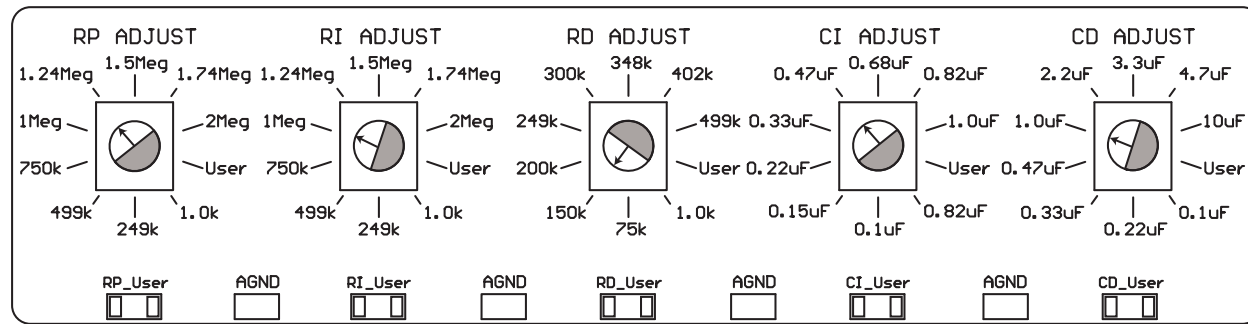 RP ADJUST
1.5Meg
1.24Meg
1.74Meg
1Meg
2Meg
750k
User
499k
1.0k
249k
RI ADJUST
1.5Meg
1.24Meg
1.74Meg
1Meg
2Meg
750k
User
499k
1.0k
249k
RD ADJUST
348k
300k
402k
249k
499k
200k
User
150k
1.0k
75k
CI ADJUST
0.68uF
0.47uF
0.82uF
0.33uF
1.0uF
0.22uF
User
0.15uF
0.82uF
0.1uF
CD ADJUST
3.3uF
2.2uF
4.7uF
1.0uF
10uF
0.47uF
User
0.33uF
0.1uF
0.22uF
RP_User
AGND
RI_User
AGND
RD_User
AGND
CI_User
AGND
CD_User